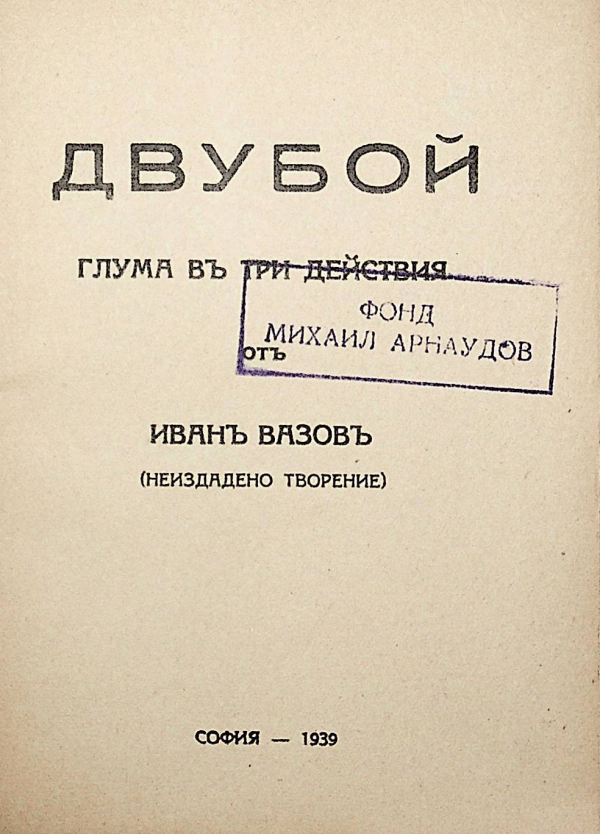 ДВУБОЙ
ГЛУМА ВЪ ТРИ ДЕЙСТВИЯ
ФОНД
МИХАИЛ АРНАУДОВ
ОТЪ
ИВАНЪ ВАЗОВЪ
(НЕИЗДАДЕНО ТВОРЕНИЕ)
СОФИЯ — 1939